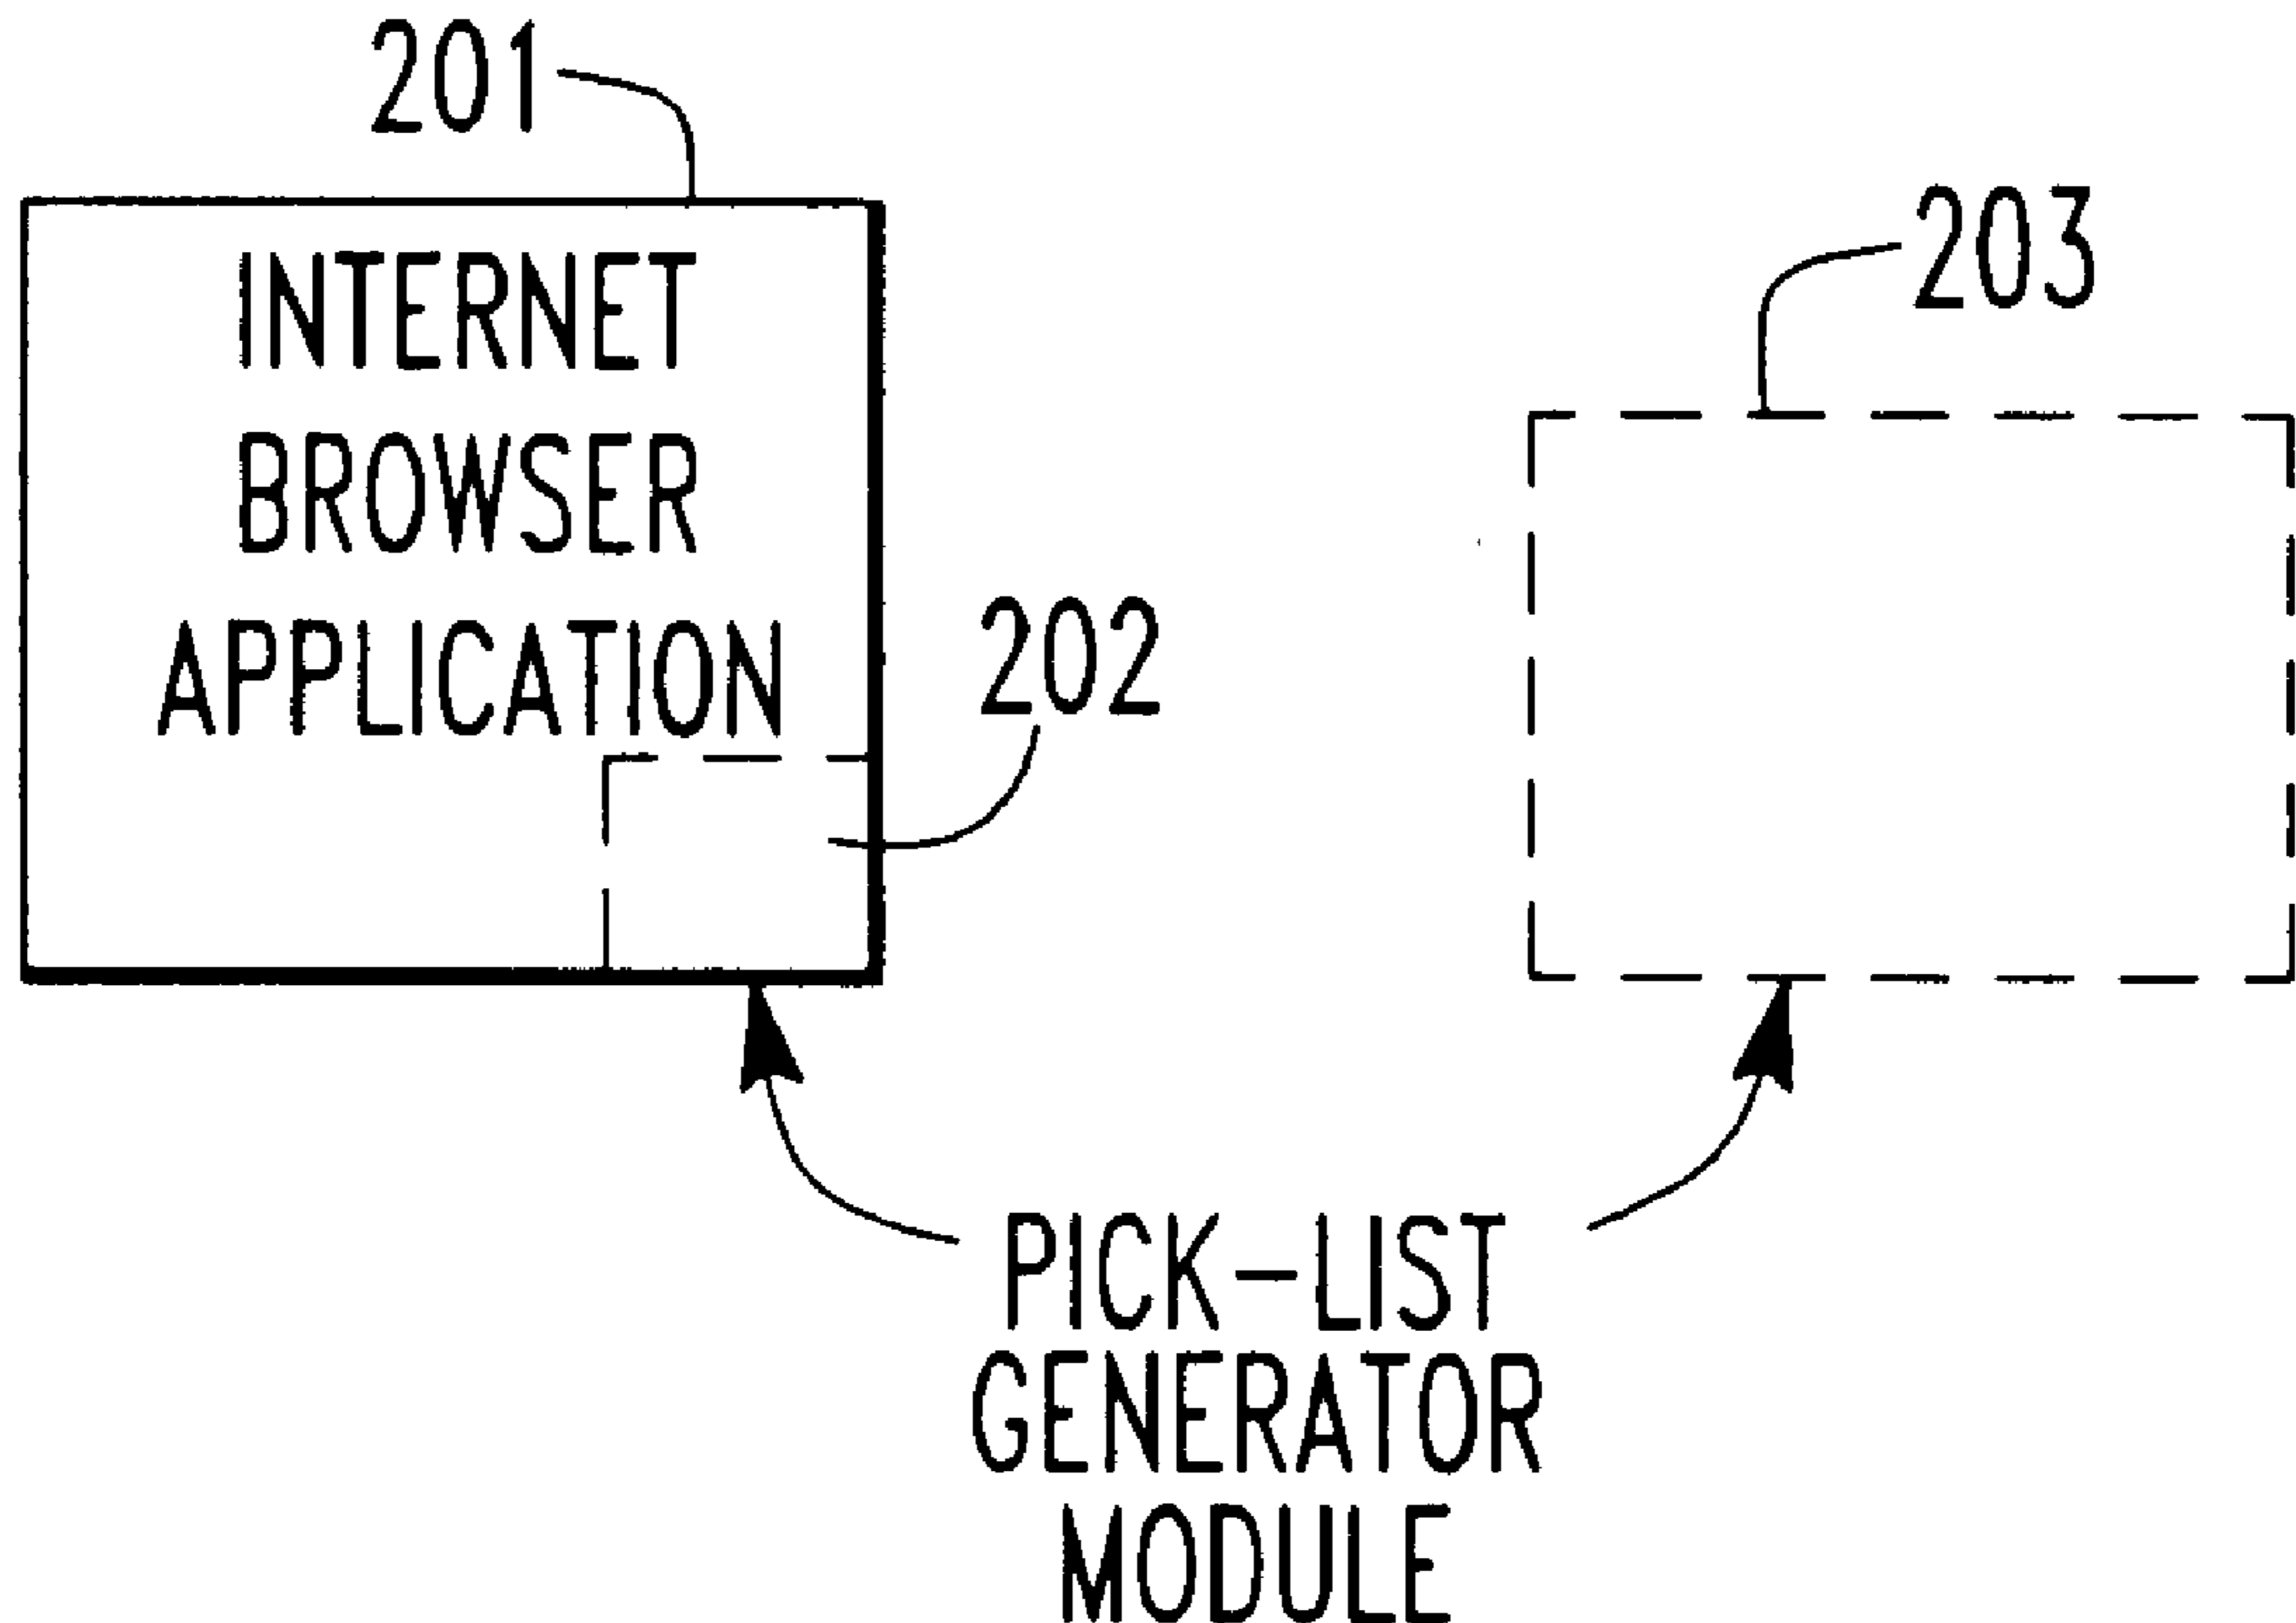 201
INTERNET
BROWSER
APPLICATION
202
203
PICK-LIST
GENERATOR
MODULE